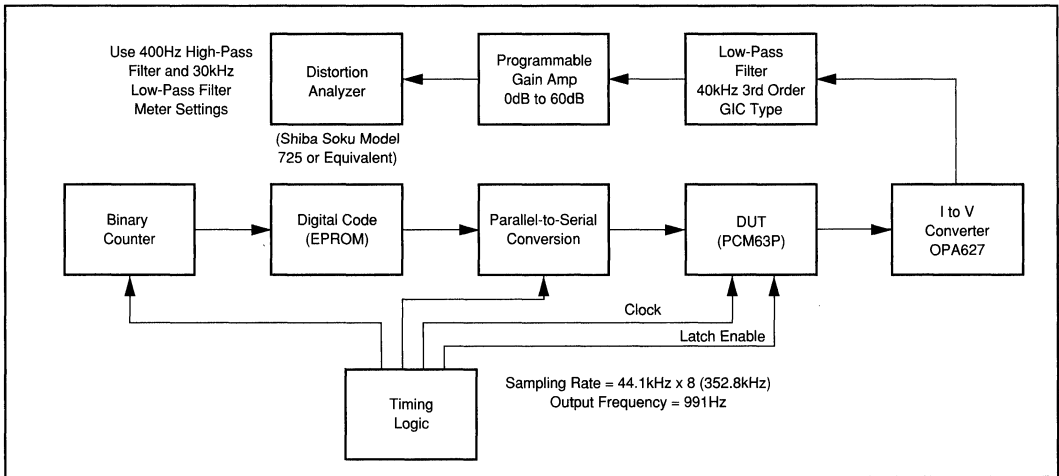 Use 400Hz High-Pass
Filter and 30kHz
Low-Pass Filter
Meter Settings
Distortion
Analyzer
(Shiba Soku Model
725 or Equivalent)
Programmable
Gain Amp
0dB to 60dB
Low-Pass
Filter
40kHz 3rd Order
GIC Type
Binary
Counter
Digital Code
(EPROM)
Parallel-to-Serial
Conversion
DUT
(PCM63P)
I to V
Converter
OPA627
Clock
Latch Enable
Timing
Logic
Sampling Rate = 44.1kHz x 8 (352.8kHz)
Output Frequency = 991Hz